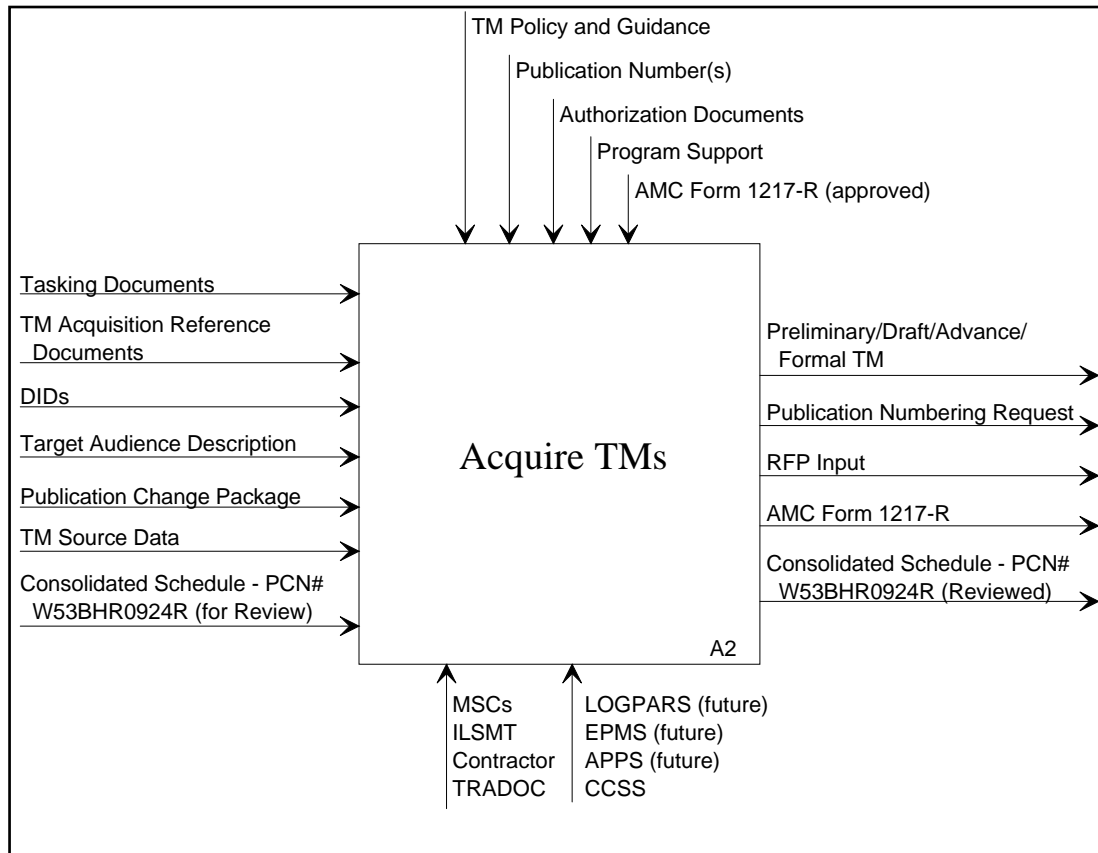 TM Policy and Guidance
Publication Number(s)
Authorization Documents
Program Support
AMC Form 1217-R (approved)
Tasking Documents
TM Acquisition Reference
Documents
DIDs
Target Audience Description
Publication Change Package
TM Source Data
Consolidated Schedule - PCN#
W53BHR0924R (for Review)
Acquire TMs
A2
Preliminary/Draft/Advance/
Formal TM
Publication Numbering Request
RFP Input
AMC Form 1217-R
Consolidated Schedule - PCN#
W53BHR0924R (Reviewed)
MSCs
ILSMT
Contractor
TRADOC
LOGPARS (future)
EPMS (future)
APPS (future)
CCSS